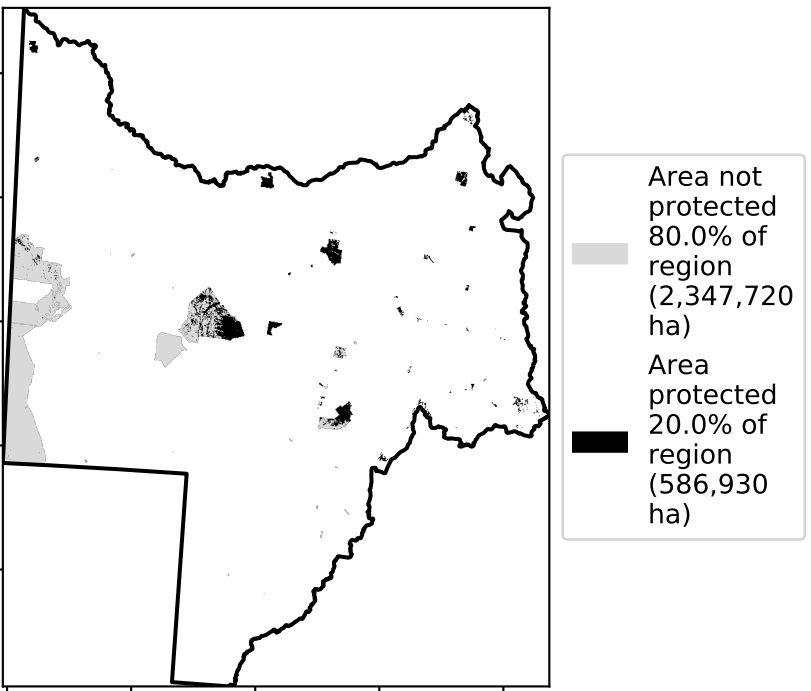 Area not
protected
80.0% of
region
(2,347,720
ha)
Area
protected
20.0% of
region
(586,930
ha)